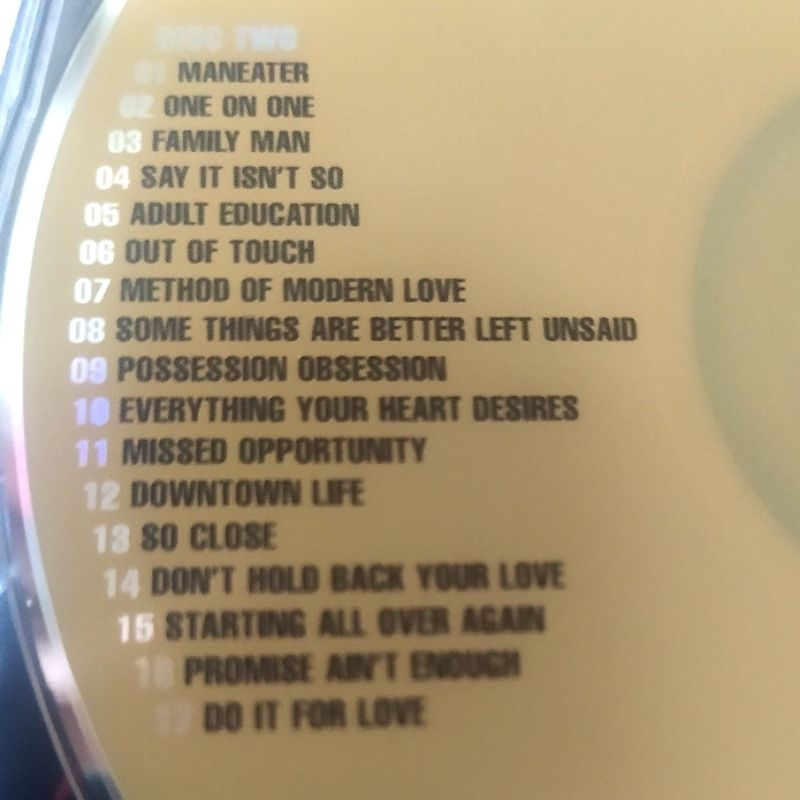 DISC TWO
01 MANEATER
02 ONE ON ONE
03 FAMILY MAN
04 SAY IT ISN'T SO
05 ADULT EDUCATION
06 OUT OF TOUCH
07 METHOD OF MODERN LOVE
08 SOME THINGS ARE BETTER LEFT UNSAID
09 POSSESSION OBSESSION
10 EVERYTHING YOUR HEART DESIRES
11 MISSED OPPORTUNITY
12 DOWNTOWN LIFE
13 SO CLOSE
14 DON'T HOLD BACK YOUR LOVE
15 STARTING ALL OVER AGAIN
16 PROMISE AIN'T ENOUGH
17 DO IT FOR LOVE